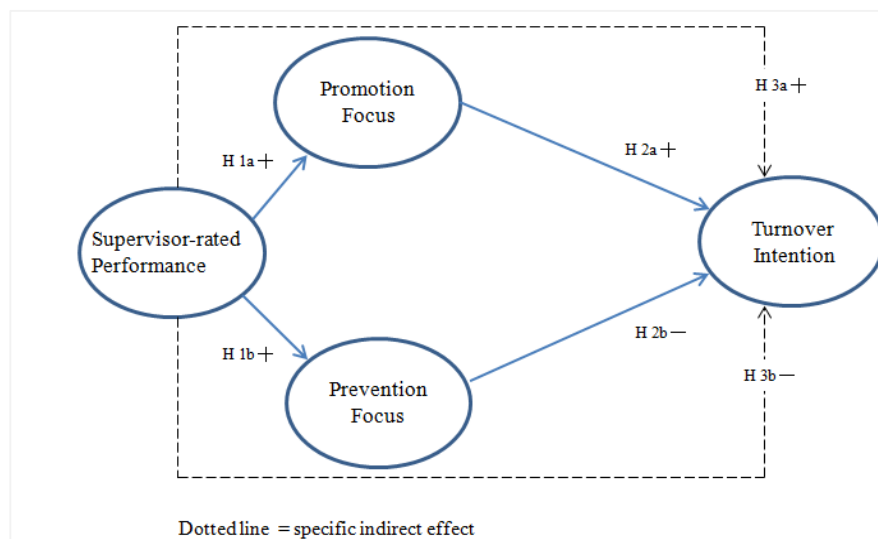 Promotion
Focus
H 3a+
H 1a+
H 2a+
Supervisor-rated
Performance
Turnover
Intention
H 1b+
H 2b—
Prevention
Focus
H 3b—
Dotted line = specific indirect effect